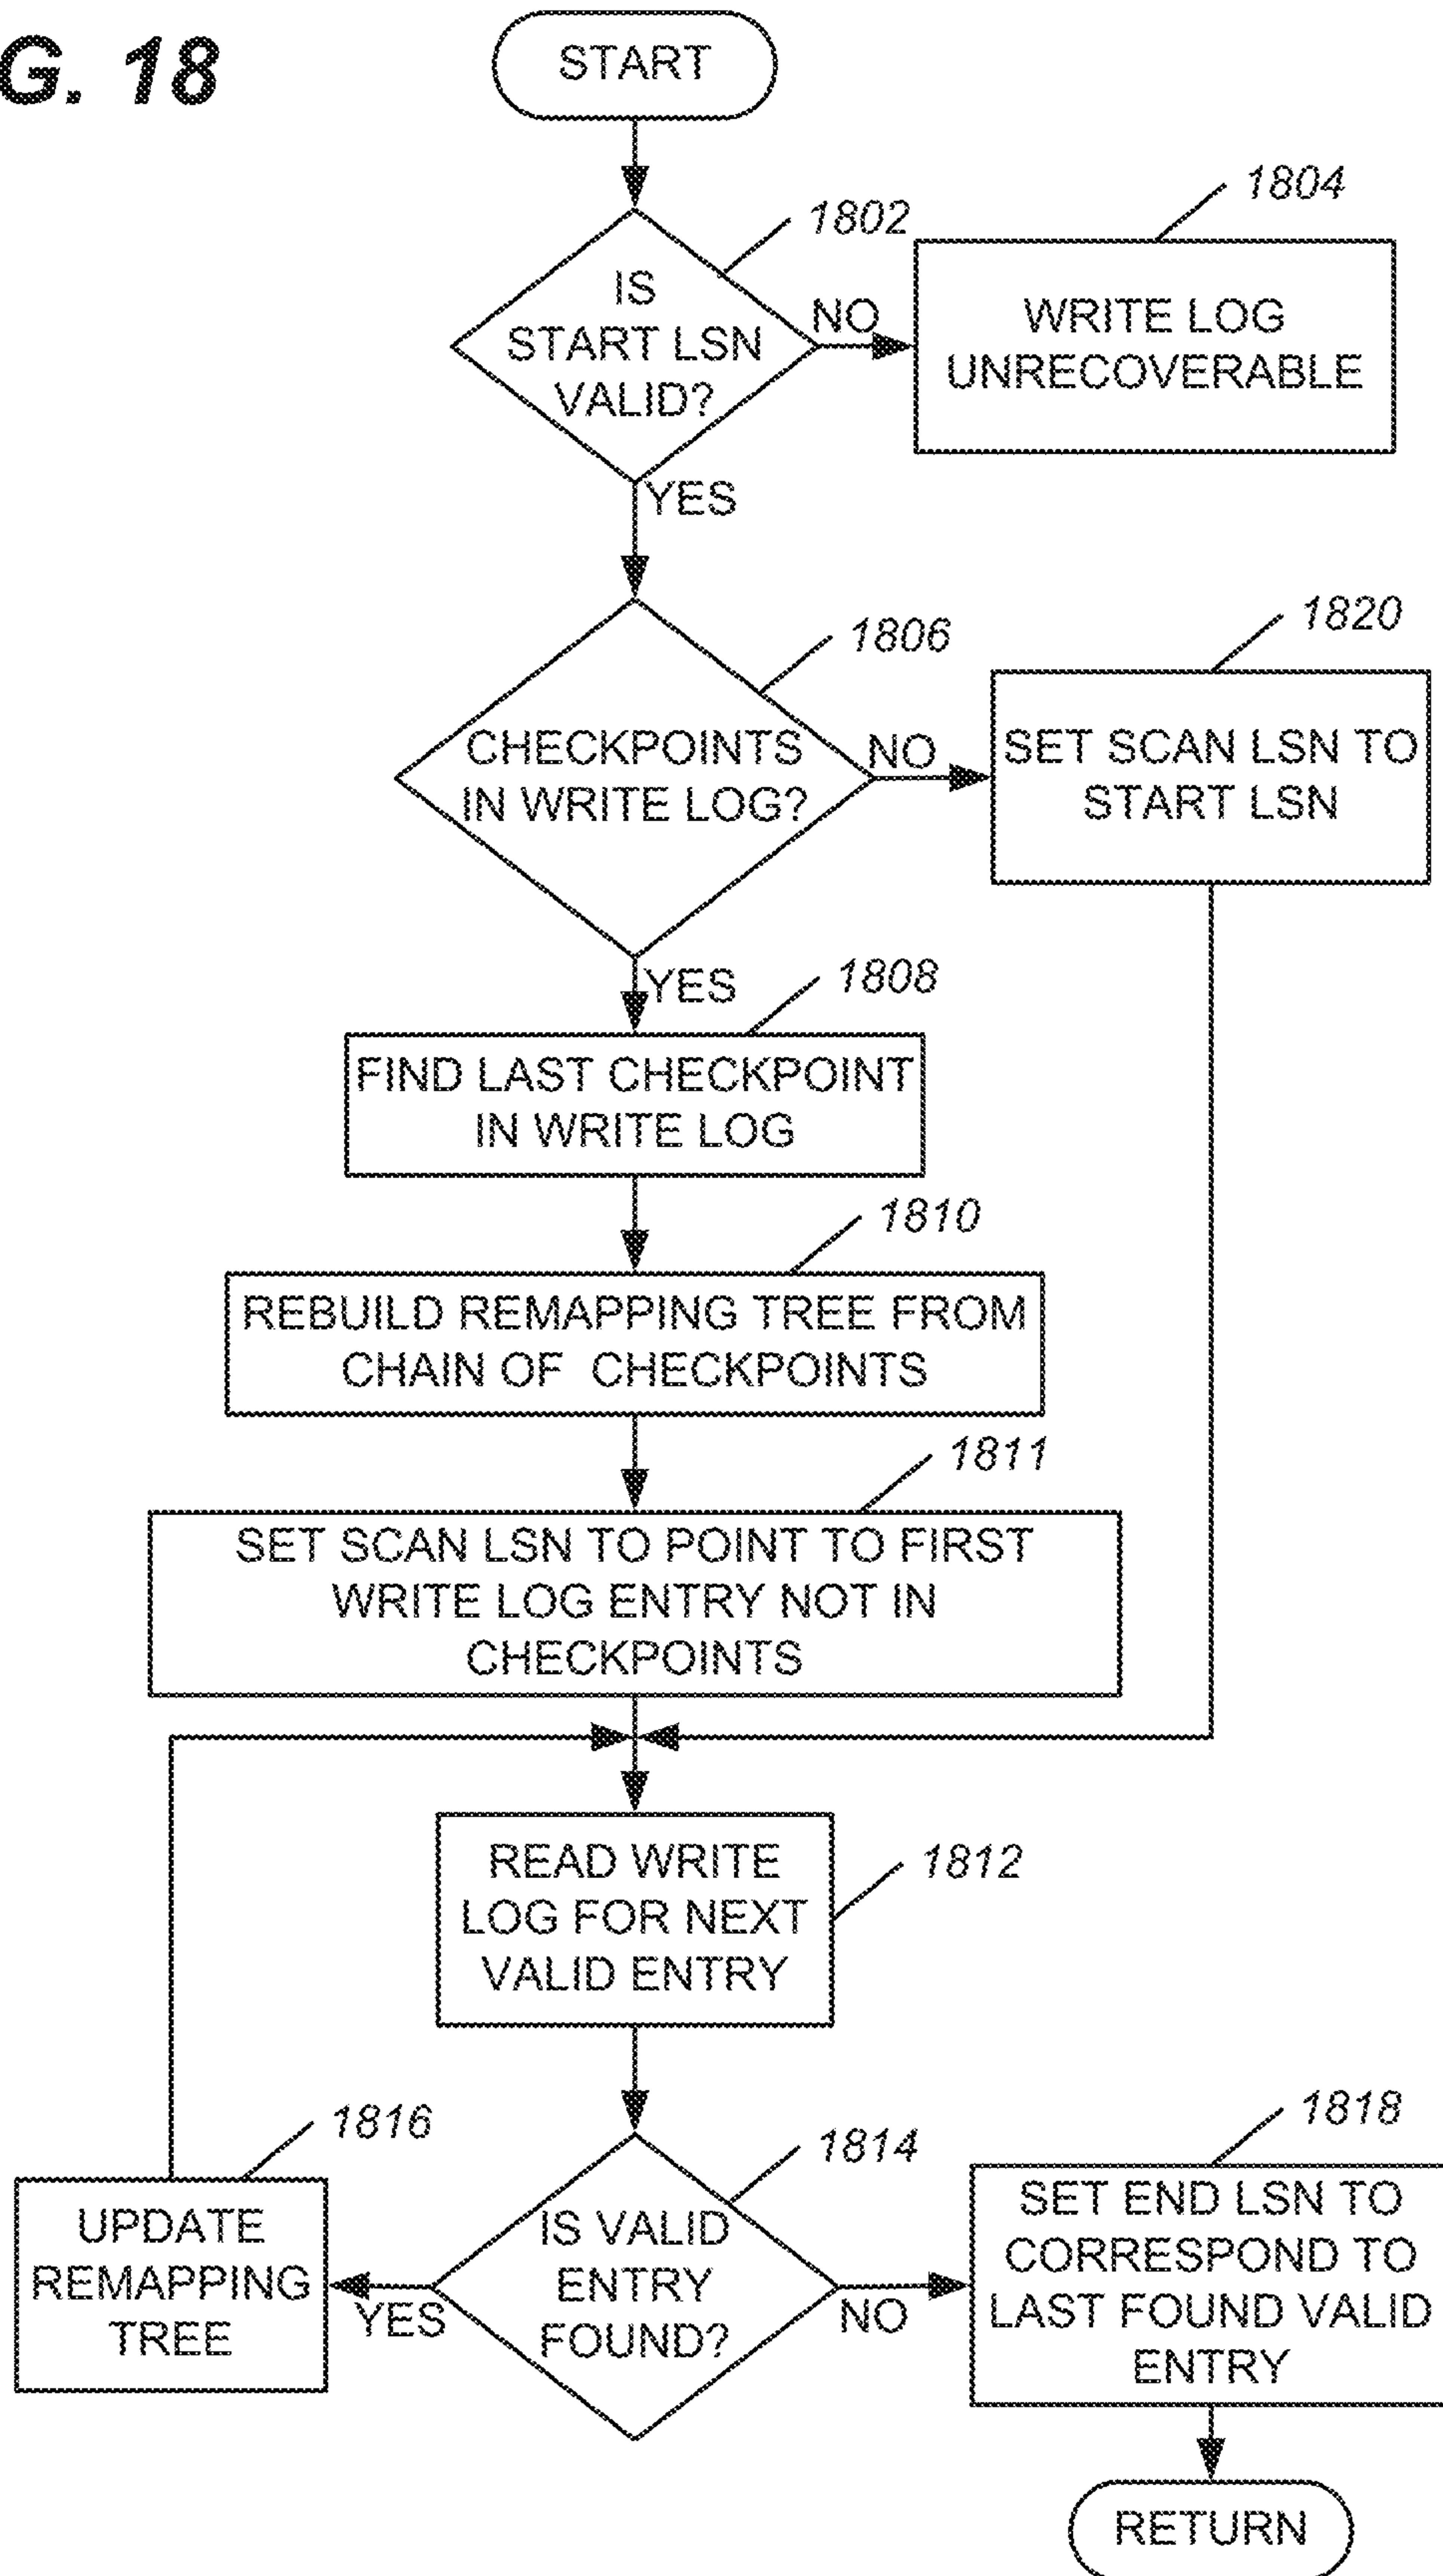 G. 18
START
1802
1804
IS
START LSN
VALID?
NO
WRITE LOG
UNRECOVERABLE
YES
1806
1820
CHECKPOINTS
IN WRITE LOG?
NO
SET SCAN LSN TO
START LSN
YES
1808
FIND LAST CHECKPOINT
IN WRITE LOG
1810
REBUILD REMAPPING TREE FROM
CHAIN OF CHECKPOINTS
1811
SET SCAN LSN TO POINT TO FIRST
WRITE LOG ENTRY NOT IN
CHECKPOINTS
READ WRITE
LOG FOR NEXT
VALID ENTRY
1812
1816
1814
1818
UPDATE
REMAPPING
TREE
YES
IS VALID
ENTRY
FOUND?
NO
SET END LSN TO
CORRESPOND TO
LAST FOUND VALID
ENTRY
RETURN